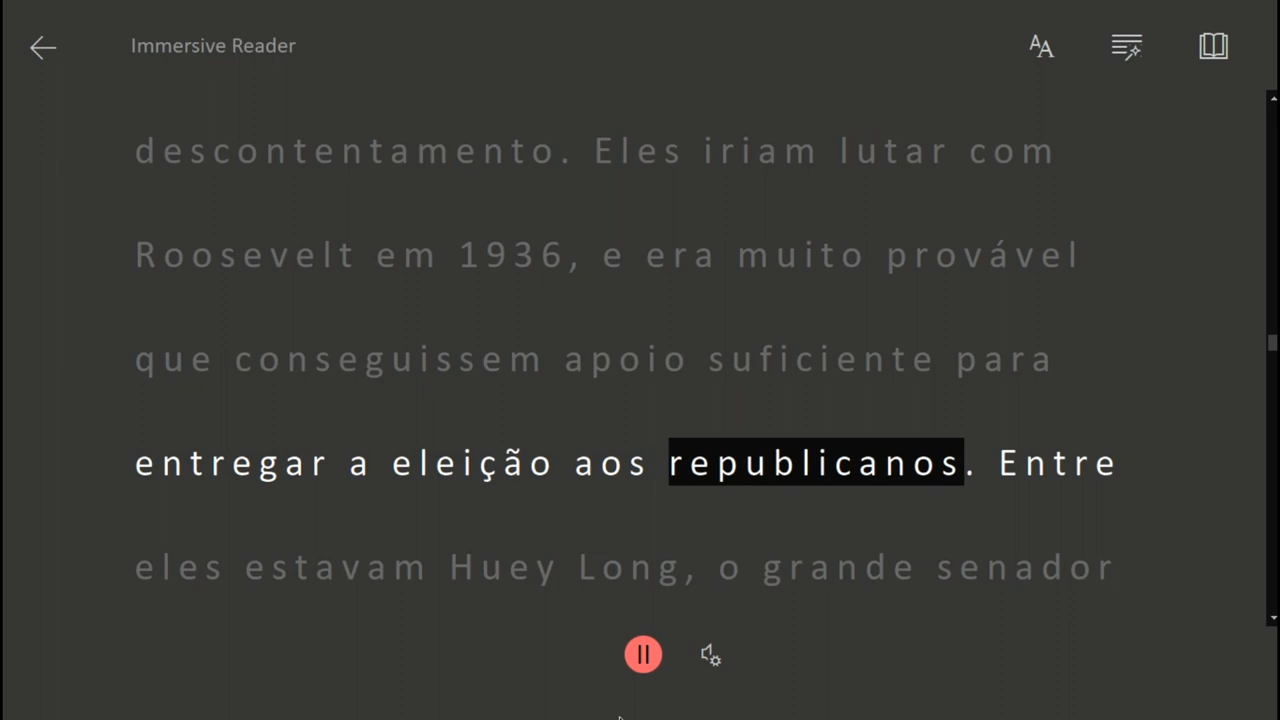 Immersive Reader
descontentamento. Eles iriam lutar com
Roosevelt em 1936, e era muito provável
que conseguissem apoio suficiente para
entregar a eleição aos republicanos. Entre
eles estavam Huey Long, o grande senador